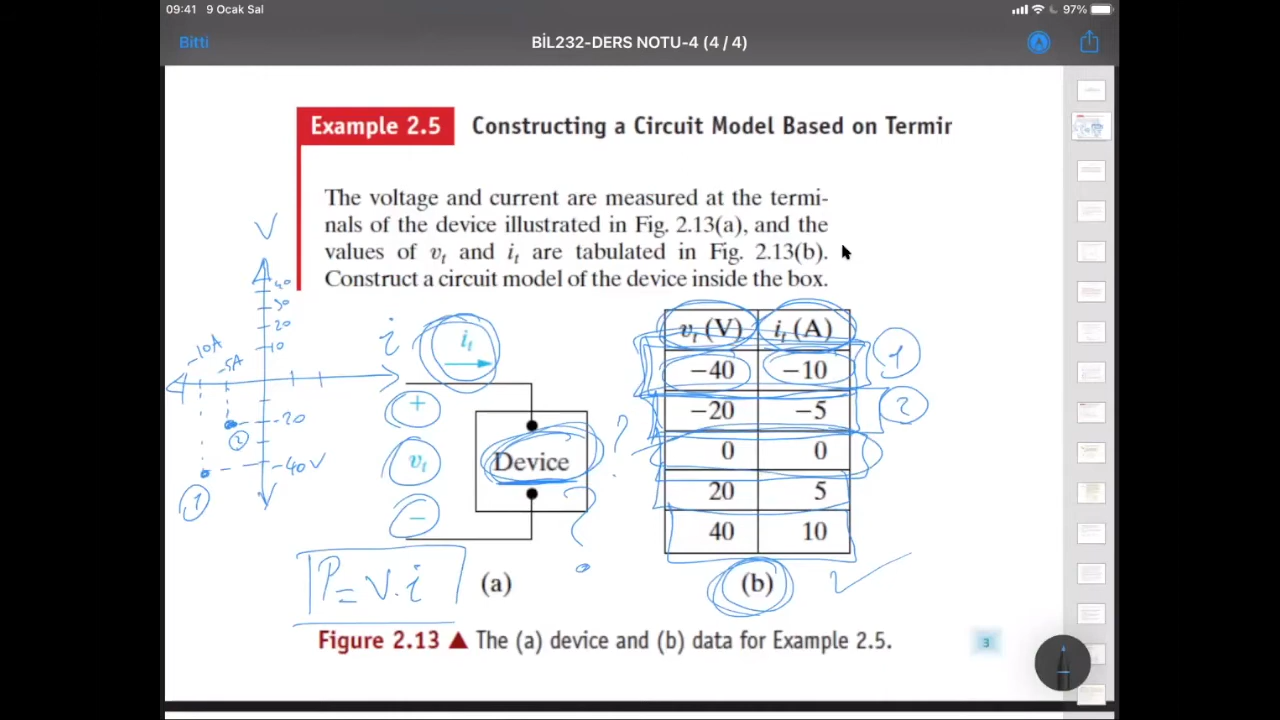 09:41 9 Ocak Sal
97%
Bitti
BİL232-DERS NOTU-4 (4 / 4)
Example 2.5 Constructing a Circuit Model Based on Termir
The voltage and current are measured at the termi-
nals of the device illustrated in Fig. 2.13(a), and the
values of vt and it are tabulated in Fig. 2.13(b).
Construct a circuit model of the device inside the box.
V
40
30
20
10
-10A
-5A
i
-20
2
-40V
1
it
+
vt
−
Device
?
?
P=V.i
(a)
vt (V) it (A)
−40 −10
1
−20 −5
2
0 0
20 5
40 10
(b)
Figure 2.13 ▲ The (a) device and (b) data for Example 2.5.
3